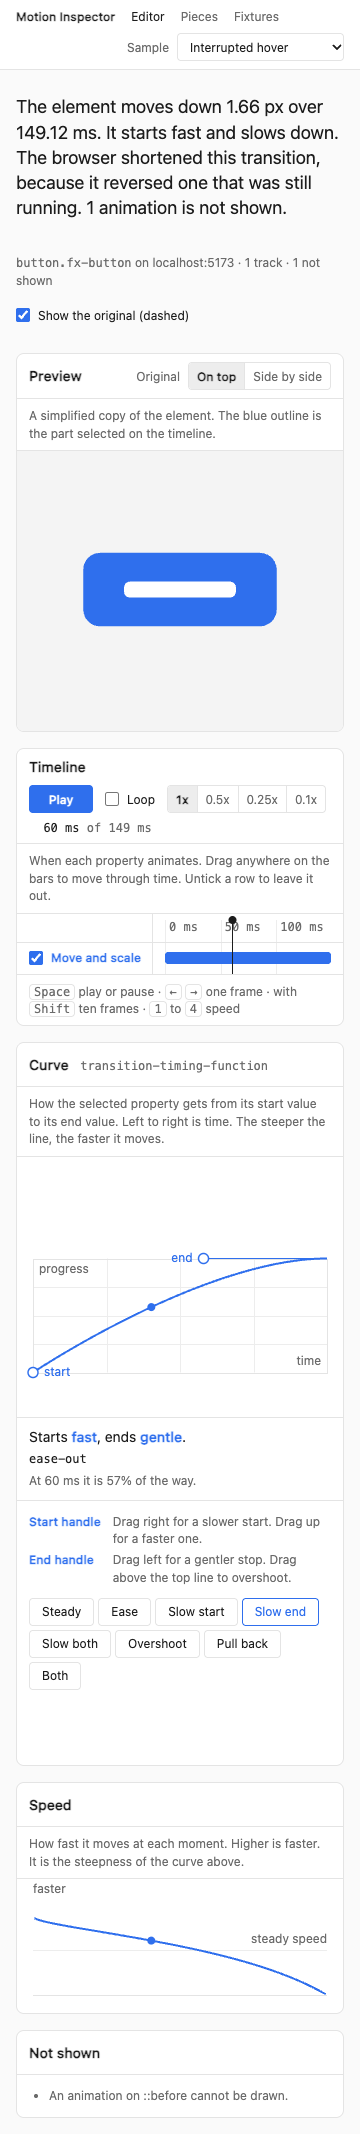 Motion Inspector Editor Pieces Fixtures
Sample Interrupted hover
The element moves down 1.66 px over
149.12 ms. It starts fast and slows down.
The browser shortened this transition,
because it reversed one that was still
running. 1 animation is not shown.
button.fx-button on localhost:5173 · 1 track · 1 not
shown
Show the original (dashed)
Preview Original On top Side by side
A simplified copy of the element. The blue outline is
the part selected on the timeline.
Timeline
Play Loop 1x 0.5x 0.25x 0.1x
60 ms of 149 ms
When each property animates. Drag anywhere on the
bars to move through time. Untick a row to leave it
out.
0 ms 50 ms 100 ms
Move and scale
Space play or pause · ← → one frame · with
Shift ten frames · 1 to 4 speed
Curve transition-timing-function
How the selected property gets from its start value
to its end value. Left to right is time. The steeper the
line, the faster it moves.
end
progress
time
start
Starts fast, ends gentle.
ease-out
At 60 ms it is 57% of the way.
Start handle Drag right for a slower start. Drag up
for a faster one.
End handle Drag left for a gentler stop. Drag
above the top line to overshoot.
Steady Ease Slow start Slow end
Slow both Overshoot Pull back
Both
Speed
How fast it moves at each moment. Higher is faster.
It is the steepness of the curve above.
faster
steady speed
Not shown
• An animation on ::before cannot be drawn.